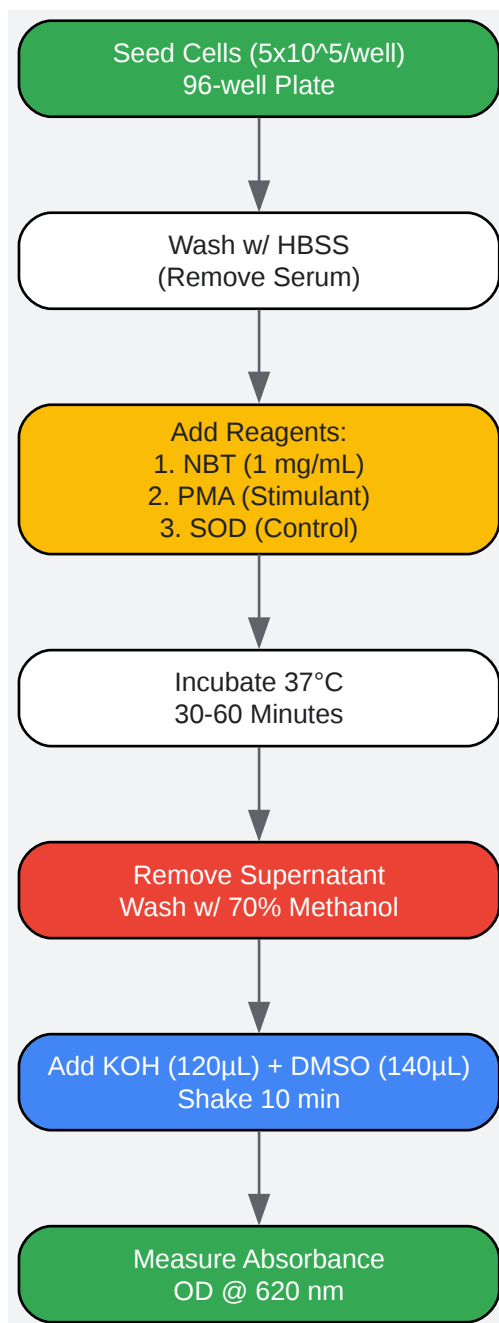 Seed Cells (5x10^5/well)
96-well Plate
Wash w/ HBSS
(Remove Serum)
Add Reagents:
1. NBT (1 mg/mL)
2. PMA (Stimulant)
3. SOD (Control)
Incubate 37°C
30-60 Minutes
Remove Supernatant
Wash w/ 70% Methanol
Add KOH (120µL) + DMSO (140µL)
Shake 10 min
Measure Absorbance
OD @ 620 nm